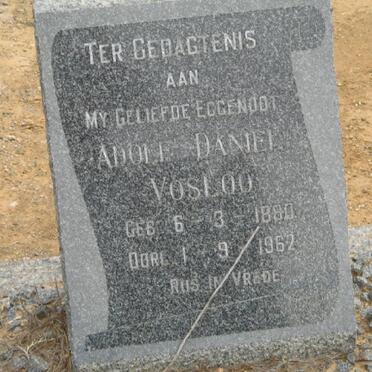 TER GEDAGTENIS
AAN
MY GELIEFDE EGGENOOT
ADOLF DANIEL
VOSLOO
GEB. 6 - 3 - 1880
OORL. 1 - 9 - 1962
RUS IN VREDE